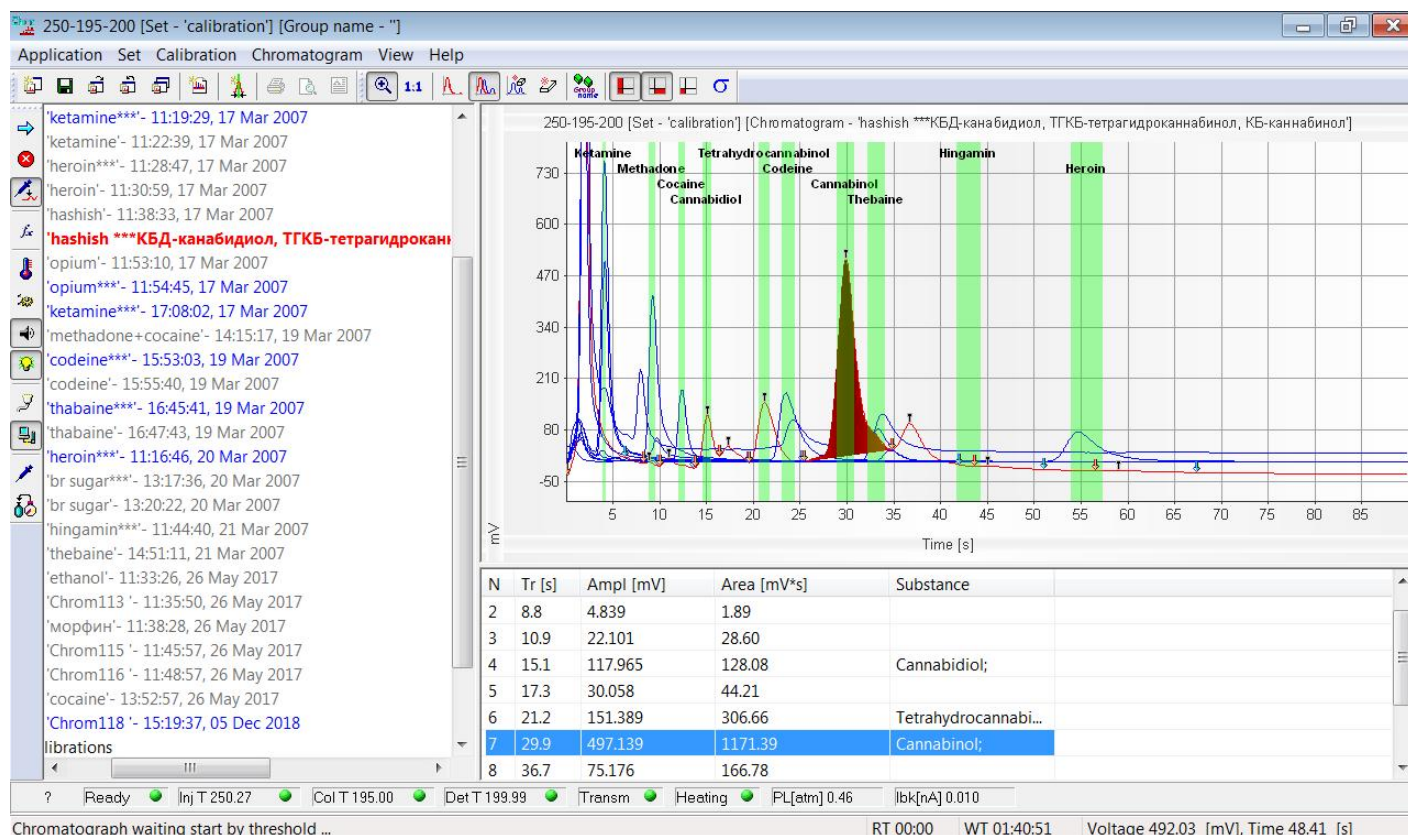 250-195-200 [Set - 'calibration'] [Group name - '']
Application Set Calibration Chromatogram View Help
1:1
Group name
σ
'ketamine***'- 11:19:29, 17 Mar 2007
'ketamine'- 11:22:39, 17 Mar 2007
'heroin***'- 11:28:47, 17 Mar 2007
'heroin'- 11:30:59, 17 Mar 2007
'hashish'- 11:38:33, 17 Mar 2007
'hashish ***КБД-канабидиол, ТГКБ-тетрагидрокан
'opium'- 11:53:10, 17 Mar 2007
'opium***'- 11:54:45, 17 Mar 2007
'ketamine***'- 17:08:02, 17 Mar 2007
'methadone+cocaine'- 14:15:17, 19 Mar 2007
'codeine***'- 15:53:03, 19 Mar 2007
'codeine'- 15:55:40, 19 Mar 2007
'thabaine***'- 16:45:41, 19 Mar 2007
'thabaine'- 16:47:43, 19 Mar 2007
'heroin***'- 11:16:46, 20 Mar 2007
'br sugar***'- 13:17:36, 20 Mar 2007
'br sugar'- 13:20:22, 20 Mar 2007
'hingamin***'- 11:44:40, 21 Mar 2007
'thebaine'- 14:51:11, 21 Mar 2007
'ethanol'- 11:33:26, 26 May 2017
'Chrom113 '- 11:35:50, 26 May 2017
'морфин'- 11:38:28, 26 May 2017
'Chrom115 '- 11:45:57, 26 May 2017
'Chrom116 '- 11:48:57, 26 May 2017
'cocaine'- 13:52:57, 26 May 2017
'Chrom118 '- 15:19:37, 05 Dec 2018
librations
250-195-200 [Set - 'calibration'] [Chromatogram - 'hashish ***КБД-канабидиол, ТГКБ-тетрагидроканнабинол, КБ-каннабинол']
Ketamine Tetrahydrocannabinol Hingamin
Methadone Codeine Heroin
Cocaine Cannabinol
Cannabidiol Thebaine
730
600
470
340
210
80
-50
5 10 15 20 25 30 35 40 45 50 55 60 65 70 75 80 85
mV
Time [s]
N Tr [s] Ampl [mV] Area [mV*s] Substance
2 8.8 4.839 1.89
3 10.9 22.101 28.60
4 15.1 117.965 128.08 Cannabidiol;
5 17.3 30.058 44.21
6 21.2 151.389 306.66 Tetrahydrocannabi...
7 29.9 497.139 1171.39 Cannabinol;
8 36.7 75.176 166.78
? Ready Inj T 250.27 Col T 195.00 Det T 199.99 Transm Heating PL[atm] 0.46 Ibk[nA] 0.010
Chromatograph waiting start by threshold ... RT 00:00 WT 01:40:51 Voltage 492.03 [mV], Time 48.41 [s]